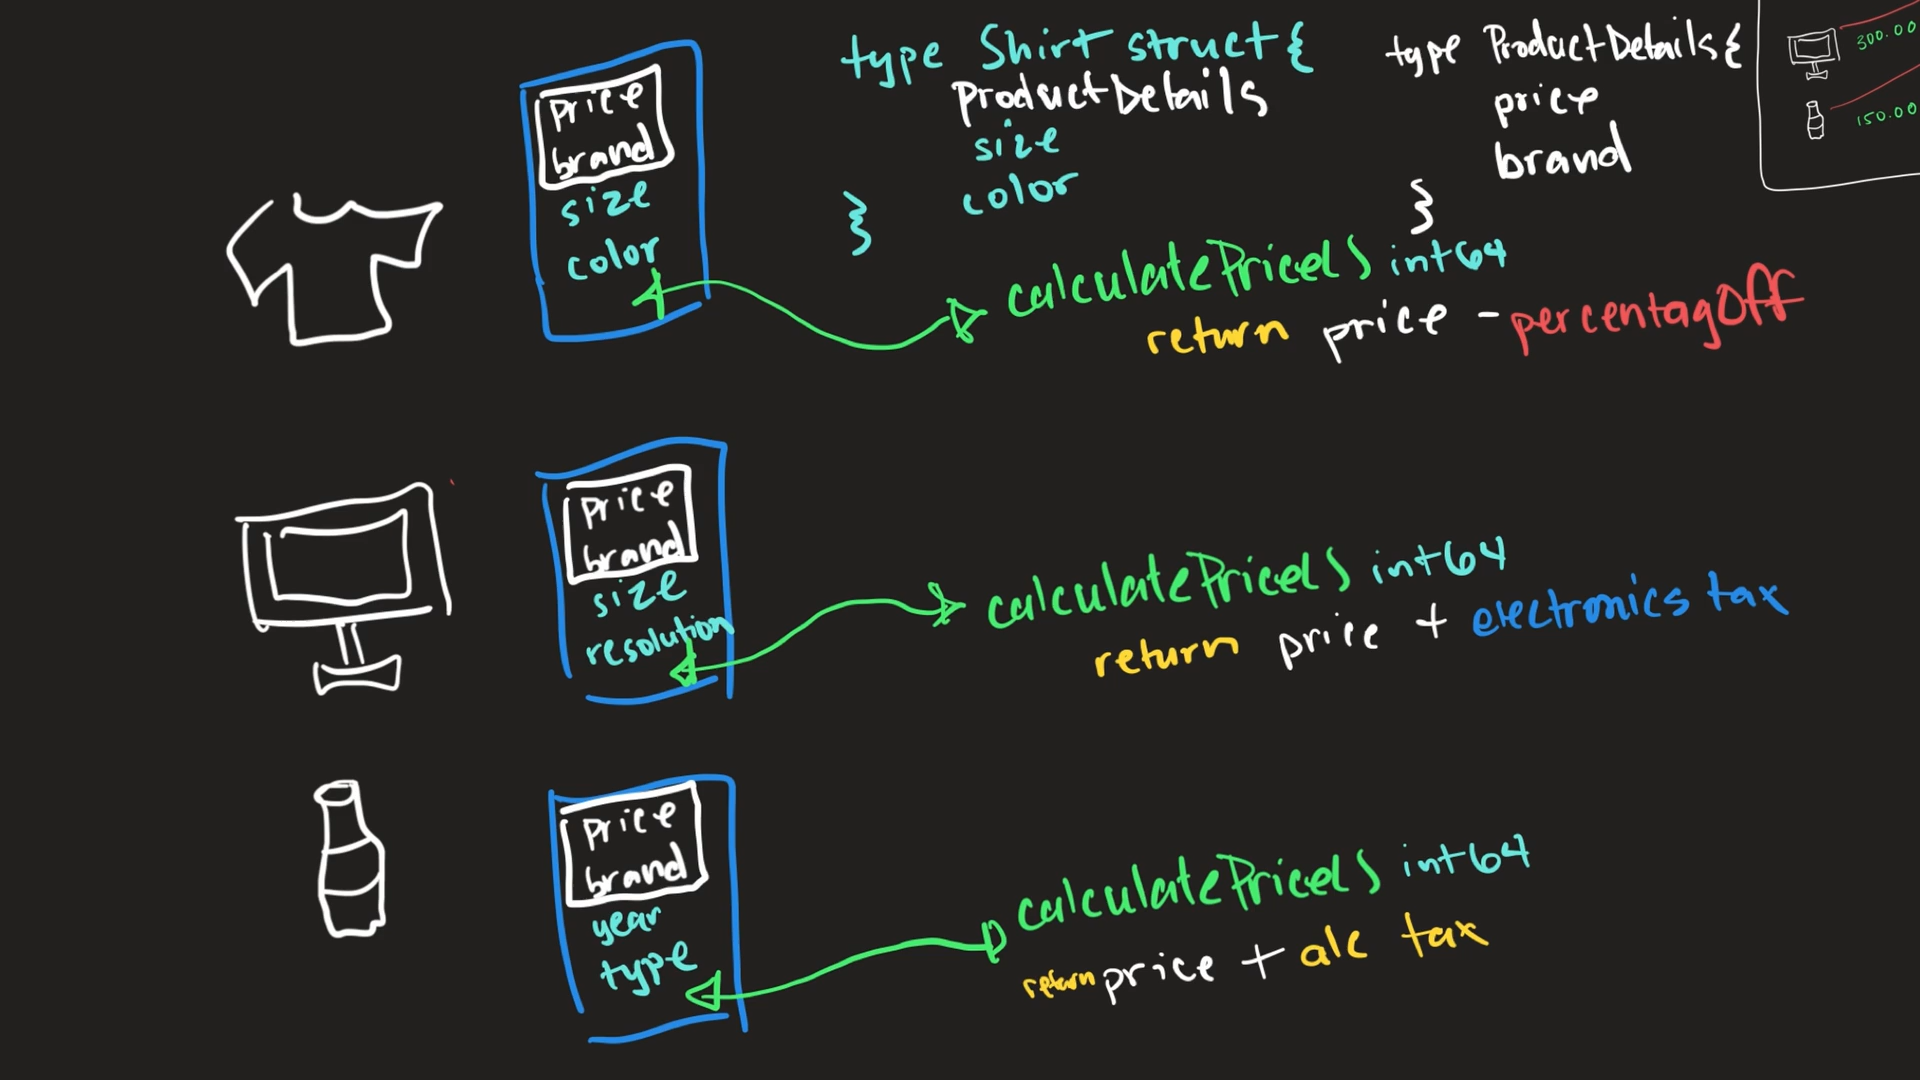 type Shirt struct{
productDetails
size
color
}
type ProductDetails{
price
brand
}
300.00
150.00
price
brand
size
color
calculatePrice() int64
return price - percentagOff
price
brand
size
resolution
calculatePrice() int64
return price + electronics tax
price
brand
year
type
calculatePrice() int64
return price + alc tax